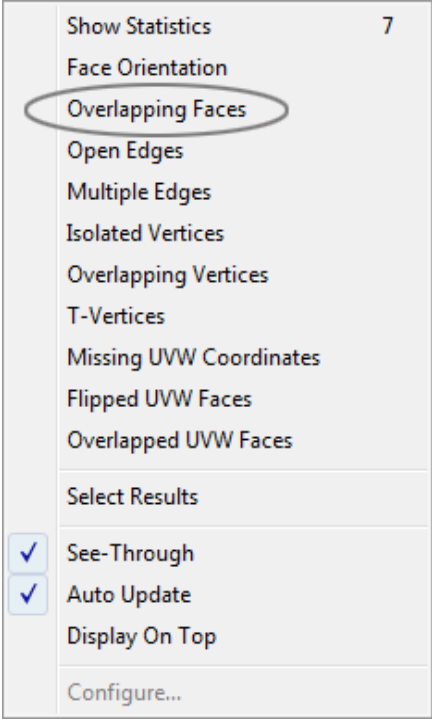 Show Statistics 7
Face Orientation
Overlapping Faces
Open Edges
Multiple Edges
Isolated Vertices
Overlapping Vertices
T-Vertices
Missing UVW Coordinates
Flipped UVW Faces
Overlapped UVW Faces
Select Results
See-Through
Auto Update
Display On Top
Configure...